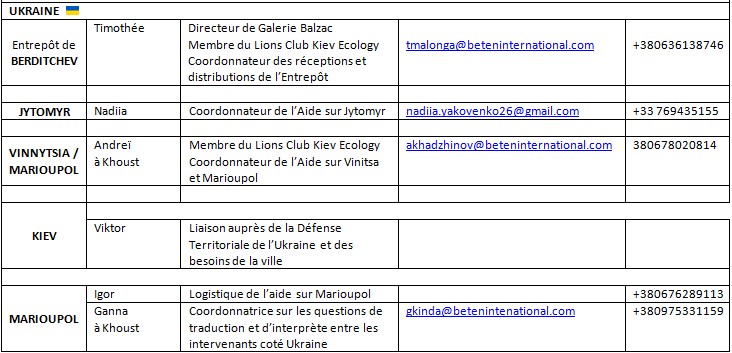 UKRAINE
Entrepôt de
BERDITCHEV
Timothée
Directeur de Galerie Balzac
Membre du Lions Club Kiev Ecology
Coordonnateur des réceptions et
distributions de l'Entrepôt
tmalonga@beteninternational.com
+380636138746
JYTOMYR
Nadiia
Coordonnateur de l'Aide sur Jytomyr
nadiia.yakovenko26@gmail.com
+33 769435155
VINNYTSIA /
MARIOUPOL
Andreï
à Khoust
Membre du Lions Club Kiev Ecology
Coordonnateur de l'Aide sur Vinitsa
et Marioupol
akhadzhinov@beteninternational.com
380678020814
KIEV
Viktor
Liaison auprès de la Défense
Territoriale de l'Ukraine et des
besoins de la ville
MARIOUPOL
Igor
Logistique de l'aide sur Marioupol
+380676289113
Ganna
à Khoust
Coordonnatrice sur les questions de
traduction et d'interprète entre les
intervenants coté Ukraine
gkinda@betenintenational.com
+380975331159